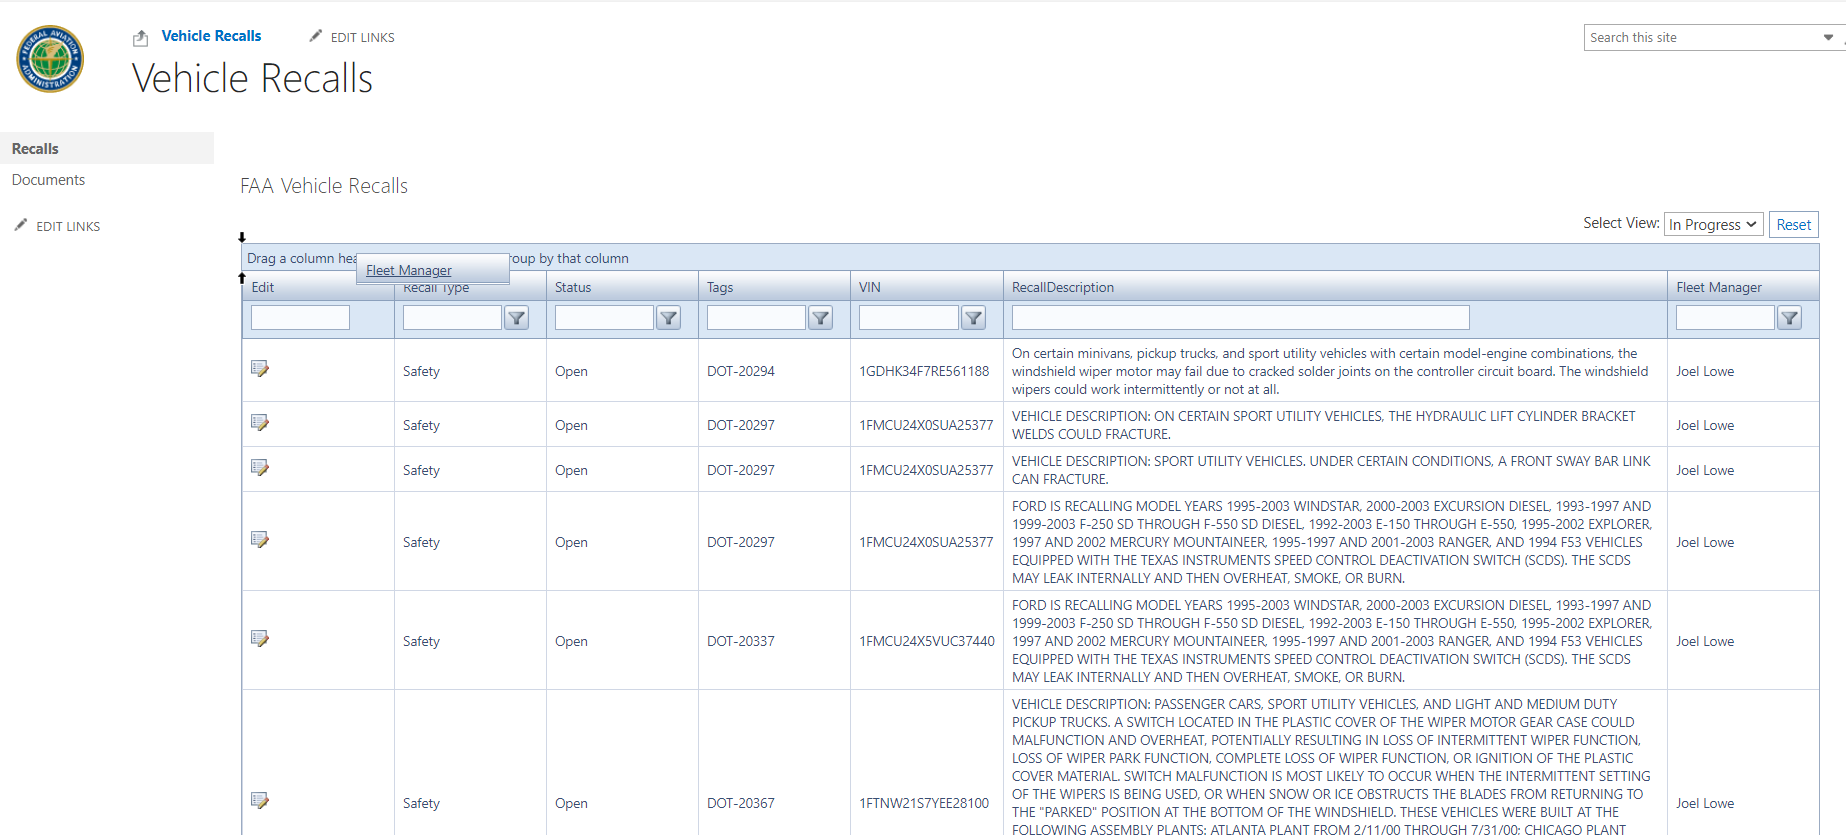 FEDERAL AVIATION ADMINISTRATION
Vehicle Recalls
EDIT LINKS
Search this site
Vehicle Recalls
Recalls
Documents
EDIT LINKS
FAA Vehicle Recalls
Select View: In Progress Reset
Drag a column hea roup by that column
Fleet Manager
Edit Recall Type Status Tags VIN RecallDescription Fleet Manager
On certain minivans, pickup trucks, and sport utility vehicles with certain model-engine combinations, the
Safety Open DOT-20294 1GDHK34F7RE561188 windshield wiper motor may fail due to cracked solder joints on the controller circuit board. The windshield Joel Lowe
wipers could work intermittently or not at all.
Safety Open DOT-20297 1FMCU24X0SUA25377 VEHICLE DESCRIPTION: ON CERTAIN SPORT UTILITY VEHICLES, THE HYDRAULIC LIFT CYLINDER BRACKET Joel Lowe
WELDS COULD FRACTURE.
Safety Open DOT-20297 1FMCU24X0SUA25377 VEHICLE DESCRIPTION: SPORT UTILITY VEHICLES. UNDER CERTAIN CONDITIONS, A FRONT SWAY BAR LINK Joel Lowe
CAN FRACTURE.
FORD IS RECALLING MODEL YEARS 1995-2003 WINDSTAR, 2000-2003 EXCURSION DIESEL, 1993-1997 AND
1999-2003 F-250 SD THROUGH F-550 SD DIESEL, 1992-2003 E-150 THROUGH E-550, 1995-2002 EXPLORER,
Safety Open DOT-20297 1FMCU24X0SUA25377 1997 AND 2002 MERCURY MOUNTAINEER, 1995-1997 AND 2001-2003 RANGER, AND 1994 F53 VEHICLES Joel Lowe
EQUIPPED WITH THE TEXAS INSTRUMENTS SPEED CONTROL DEACTIVATION SWITCH (SCDS). THE SCDS
MAY LEAK INTERNALLY AND THEN OVERHEAT, SMOKE, OR BURN.
FORD IS RECALLING MODEL YEARS 1995-2003 WINDSTAR, 2000-2003 EXCURSION DIESEL, 1993-1997 AND
1999-2003 F-250 SD THROUGH F-550 SD DIESEL, 1992-2003 E-150 THROUGH E-550, 1995-2002 EXPLORER,
Safety Open DOT-20337 1FMCU24X5VUC37440 1997 AND 2002 MERCURY MOUNTAINEER, 1995-1997 AND 2001-2003 RANGER, AND 1994 F53 VEHICLES Joel Lowe
EQUIPPED WITH THE TEXAS INSTRUMENTS SPEED CONTROL DEACTIVATION SWITCH (SCDS). THE SCDS
MAY LEAK INTERNALLY AND THEN OVERHEAT, SMOKE, OR BURN.
VEHICLE DESCRIPTION: PASSENGER CARS, SPORT UTILITY VEHICLES, AND LIGHT AND MEDIUM DUTY
PICKUP TRUCKS. A SWITCH LOCATED IN THE PLASTIC COVER OF THE WIPER MOTOR GEAR CASE COULD
MALFUNCTION AND OVERHEAT, POTENTIALLY RESULTING IN LOSS OF INTERMITTENT WIPER FUNCTION,
LOSS OF WIPER PARK FUNCTION, COMPLETE LOSS OF WIPER FUNCTION, OR IGNITION OF THE PLASTIC
COVER MATERIAL. SWITCH MALFUNCTION IS MOST LIKELY TO OCCUR WHEN THE INTERMITTENT SETTING
OF THE WIPERS IS BEING USED, OR WHEN SNOW OR ICE OBSTRUCTS THE BLADES FROM RETURNING TO
Safety Open DOT-20367 1FTNW21S7YEE28100 THE "PARKED" POSITION AT THE BOTTOM OF THE WINDSHIELD. THESE VEHICLES WERE BUILT AT THE Joel Lowe
FOLLOWING ASSEMBLY PLANTS: ATLANTA PLANT FROM 2/11/00 THROUGH 7/31/00; CHICAGO PLANT